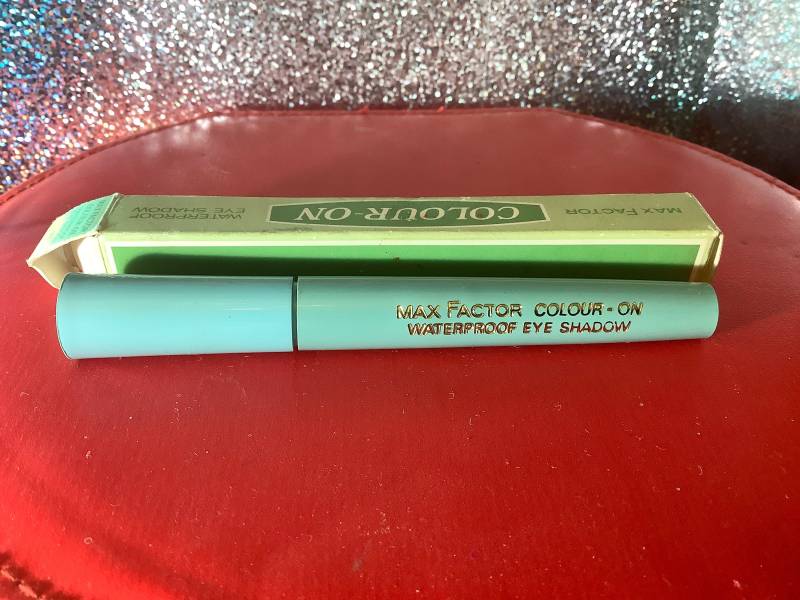 MAX FACTOR
COLOUR-ON
WATERPROOF
EYE SHADOW
MAX FACTOR COLOUR-ON
WATERPROOF EYE SHADOW